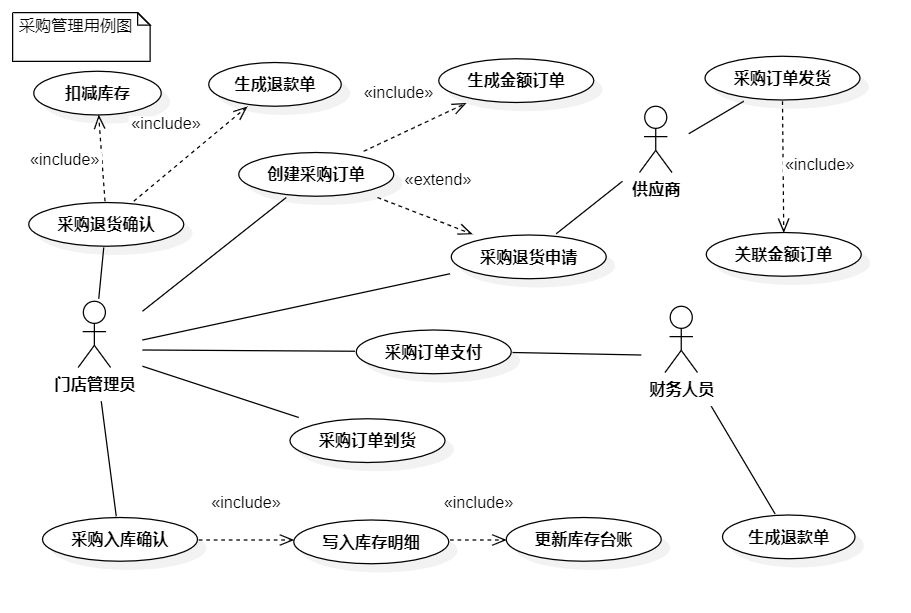 采购管理用例图
扣减库存
生成退款单
生成金额订单
采购订单发货
«include»
«include»
«include»
«include»
创建采购订单
«extend»
供应商
«include»
采购退货确认
采购退货申请
关联金额订单
门店管理员
采购订单支付
财务人员
采购订单到货
«include»
«include»
采购入库确认
写入库存明细
更新库存台账
生成退款单